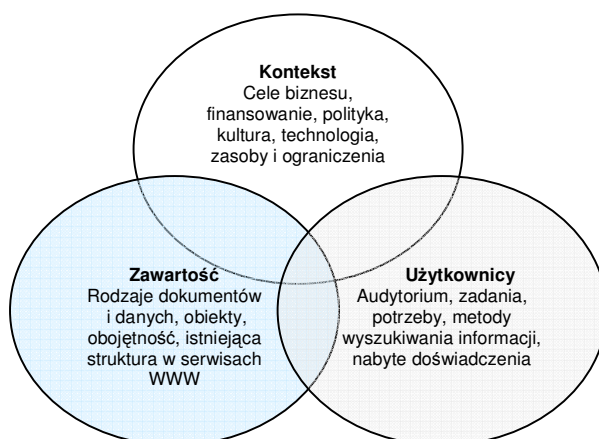 Kontekst
Cele biznesu,
finansowanie, polityka,
kultura, technologia,
zasoby i ograniczenia
Zawartość
Rodzaje dokumentów
i danych, obiekty,
obojętność, istniejąca
struktura w serwisach
WWW
Użytkownicy
Audytorium, zadania,
potrzeby, metody
wyszukiwania informacji,
nabyte doświadczenia